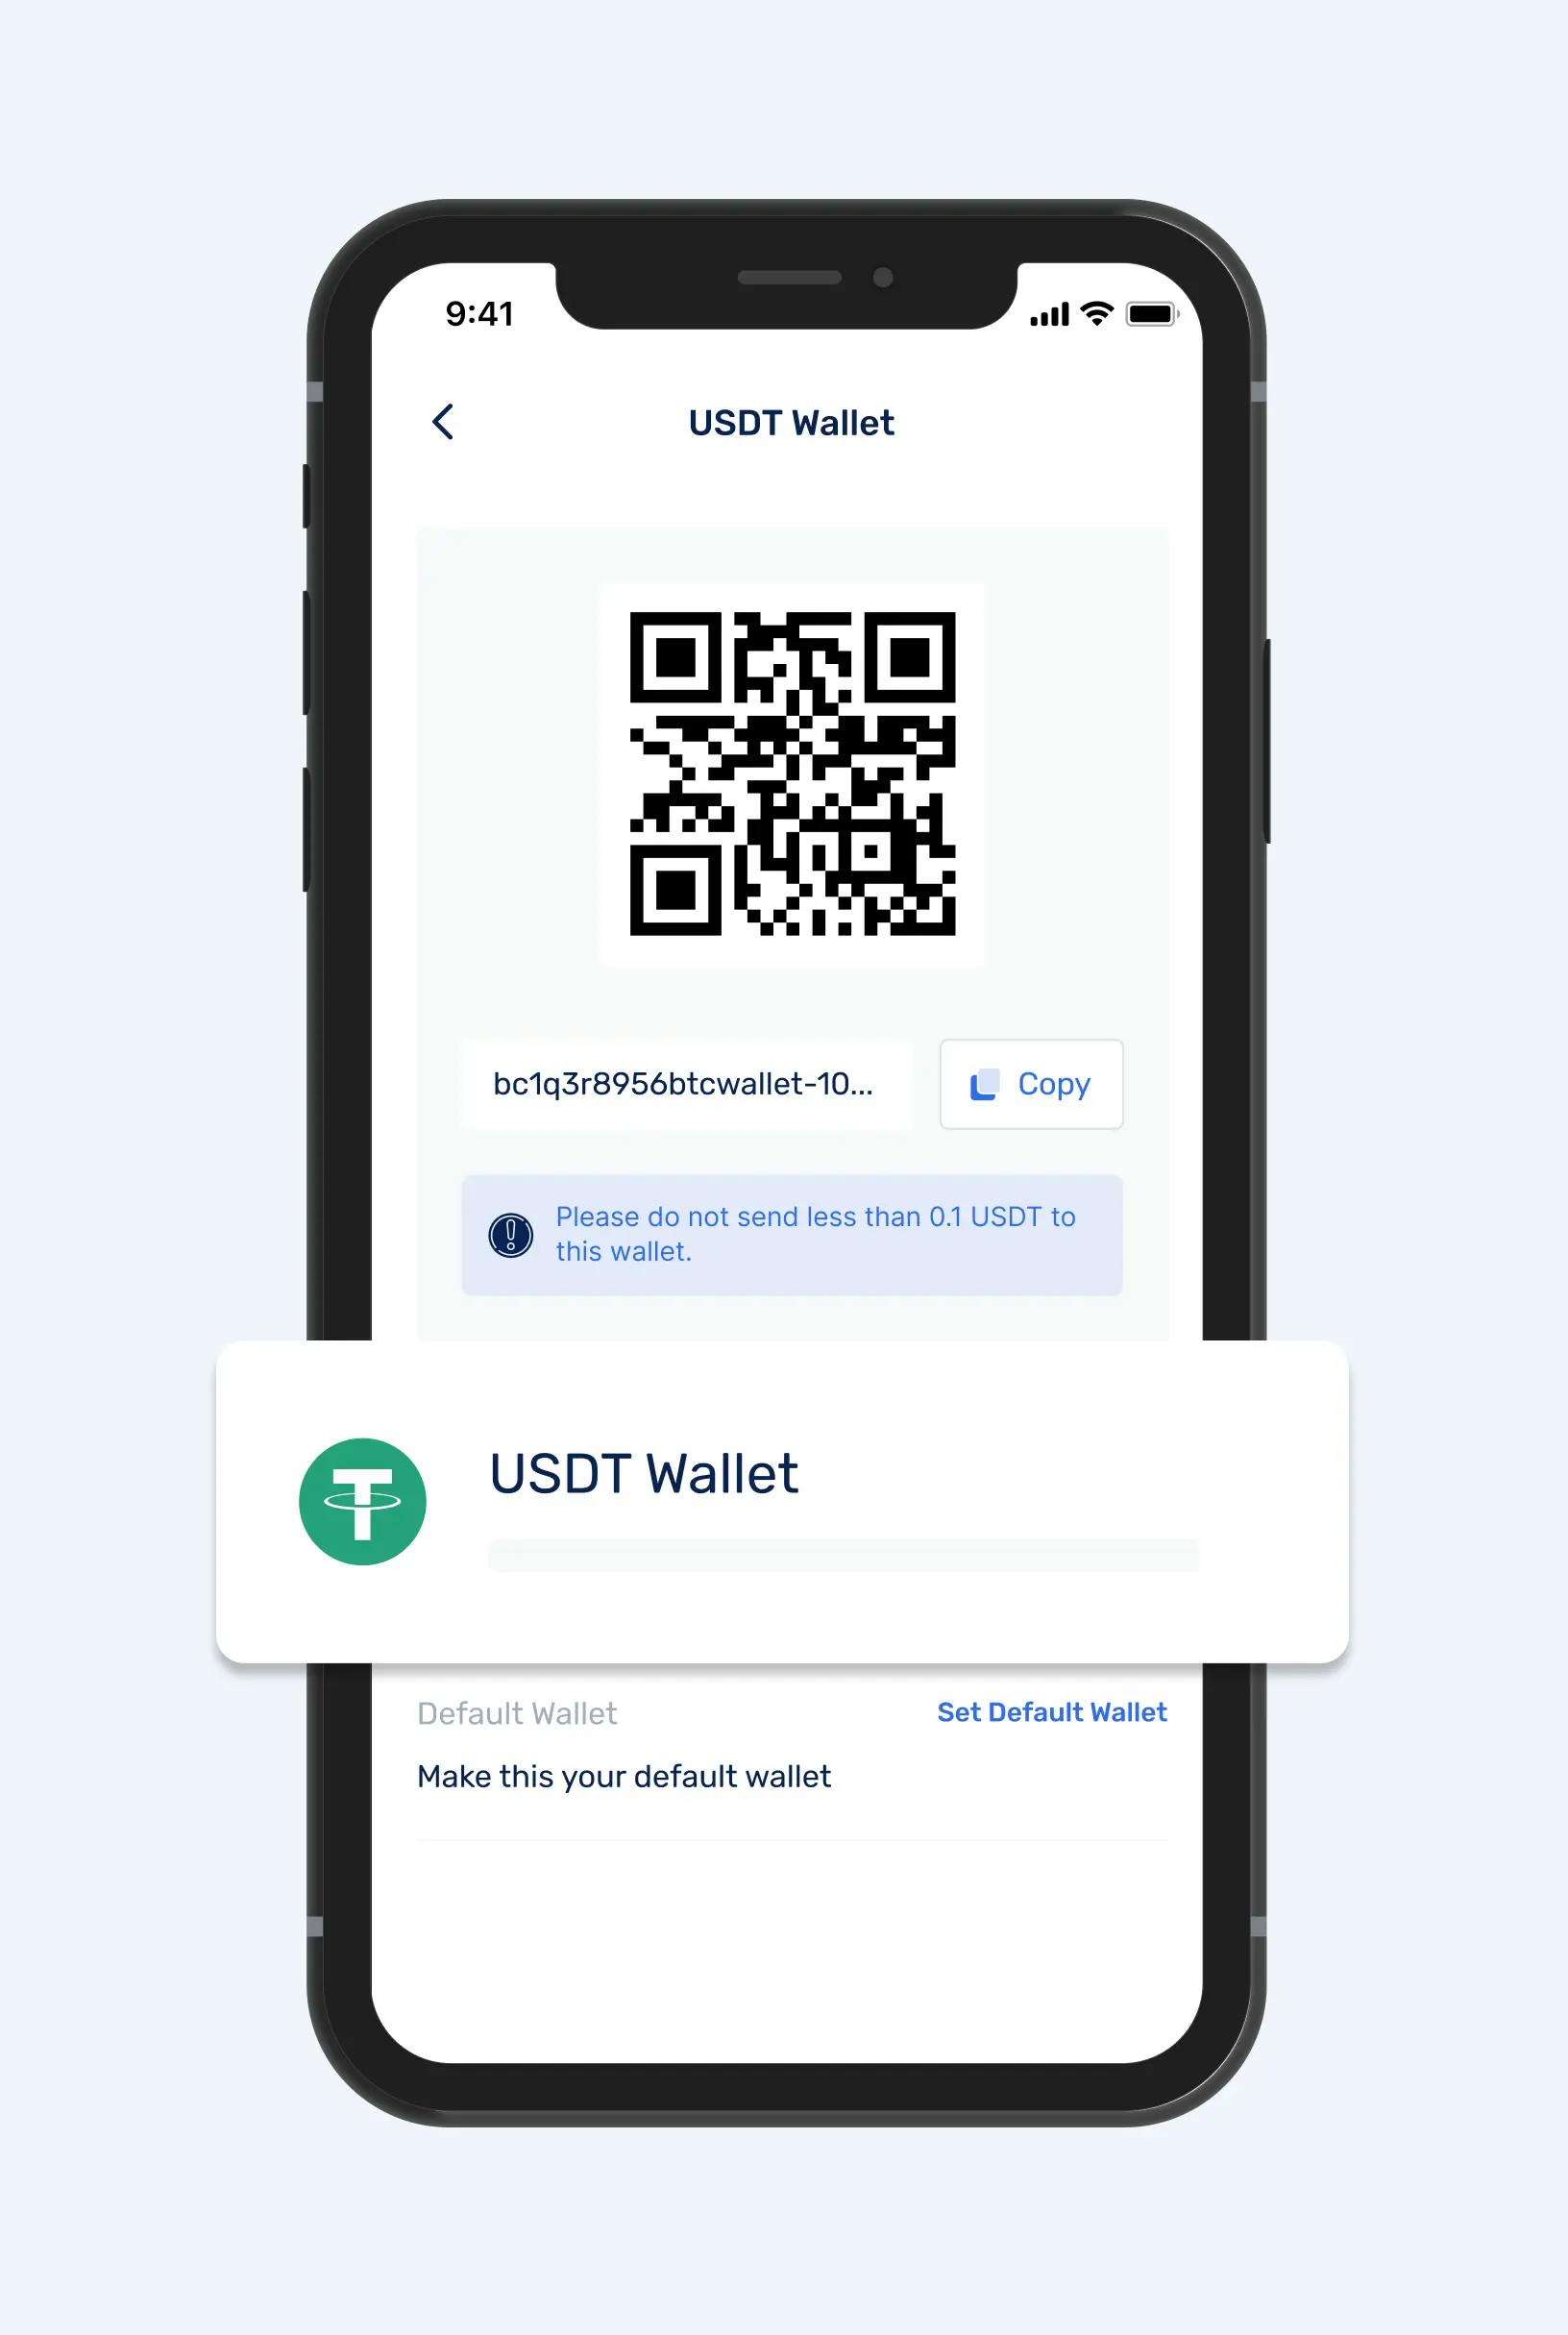 9:41
USDT Wallet
bc1q3r8956btcwallet-10...
Copy
Please do not send less than 0.1 USDT to
this wallet.
USDT Wallet
Default Wallet
Set Default Wallet
Make this your default wallet